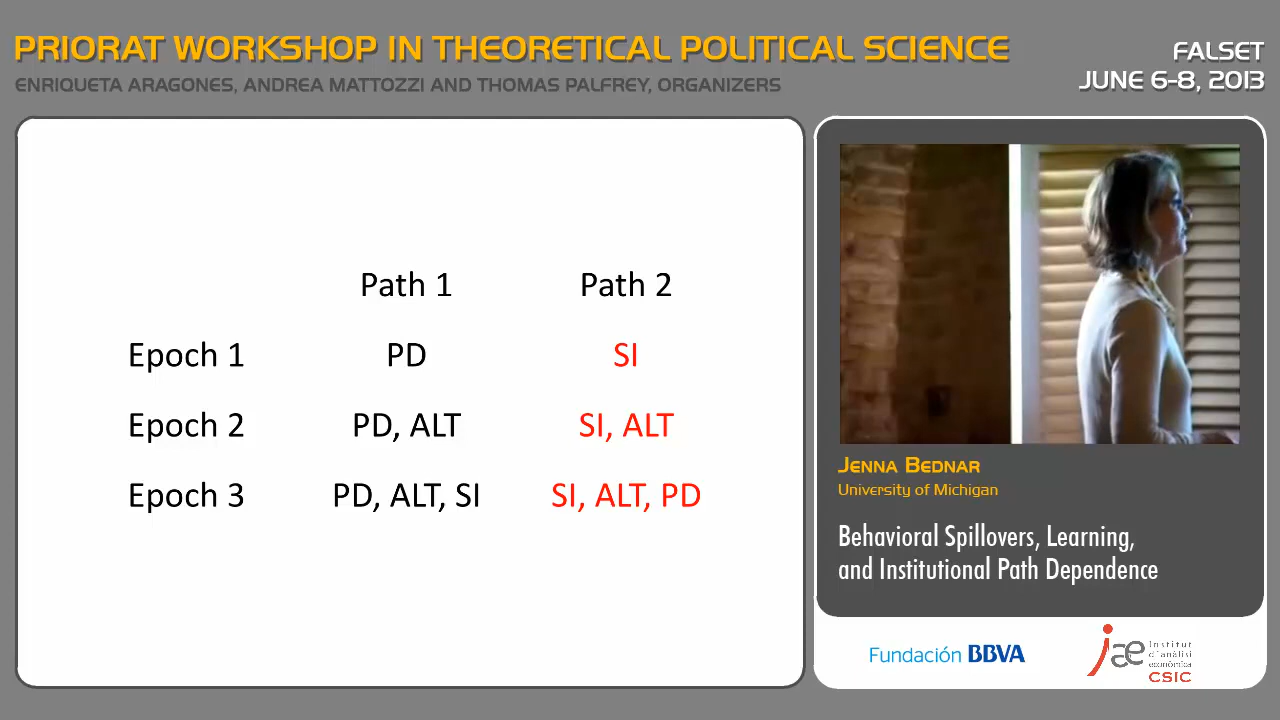 PRIORAT WORKSHOP IN THEORETICAL POLITICAL SCIENCE
ENRIQUETA ARAGONES, ANDREA MATTOZZI AND THOMAS PALFREY, ORGANIZERS
FALSET
JUNE 6-8, 2013
Path 1 Path 2
Epoch 1 PD SI
Epoch 2 PD, ALT SI, ALT
Epoch 3 PD, ALT, SI SI, ALT, PD
JENNA BEDNAR
University of Michigan
Behavioral Spillovers, Learning,
and Institutional Path Dependence
Fundación BBVA
iae
Institut
d'anàlisi
econòmica
CSIC